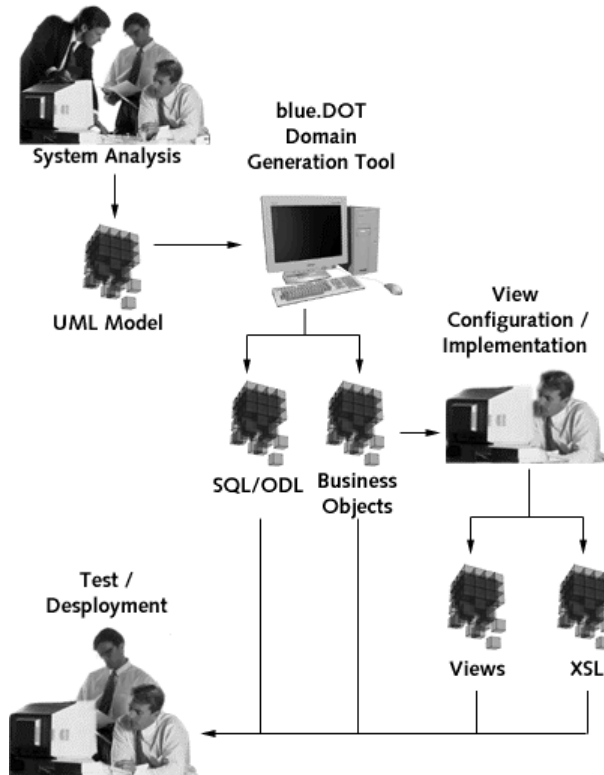 System Analysis
blue.DOT
Domain
Generation Tool
UML Model
View
Configuration /
Implementation
SQL/ODL
Business
Objects
Test /
Desployment
Views
XSL